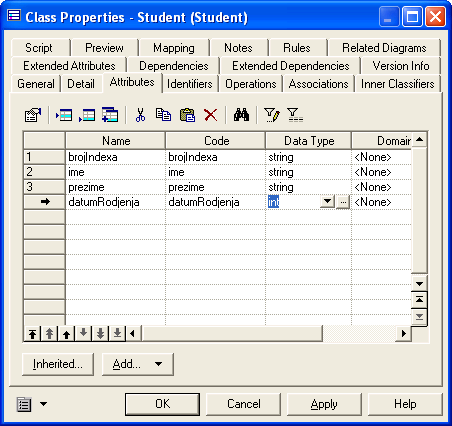 Class Properties - Student (Student)
Script Preview Mapping Notes Rules Related Diagrams
Extended Attributes Dependencies Extended Dependencies Version Info
General Detail Attributes Identifiers Operations Associations Inner Classifiers
Name Code Data Type Domain
1 brojIndexa brojIndexa string <None>
2 ime ime string <None>
3 prezime prezime string <None>
datumRodjenja datumRodjenja int ... <None>
Inherited... Add...
OK Cancel Apply Help